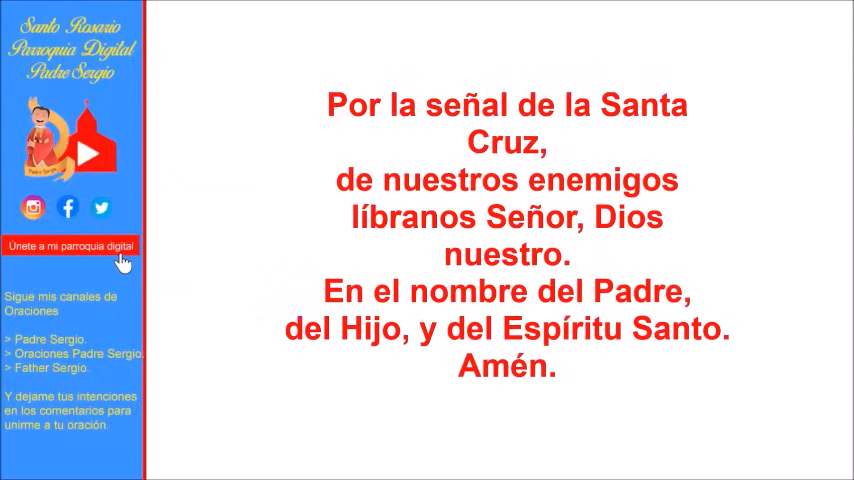 Santo Rosario
Parroquia Digital
Padre Sergio
Padre Sergio
Únete a mi parroquia digital
Sigue mis canales de
Oraciones
> Padre Sergio.
> Oraciones Padre Sergio.
> Father Sergio.
Y dejame tus intenciones
en los comentarios para
unirme a tu oración.
Por la señal de la Santa
Cruz,
de nuestros enemigos
líbranos Señor, Dios
nuestro.
En el nombre del Padre,
del Hijo, y del Espíritu Santo.
Amén.